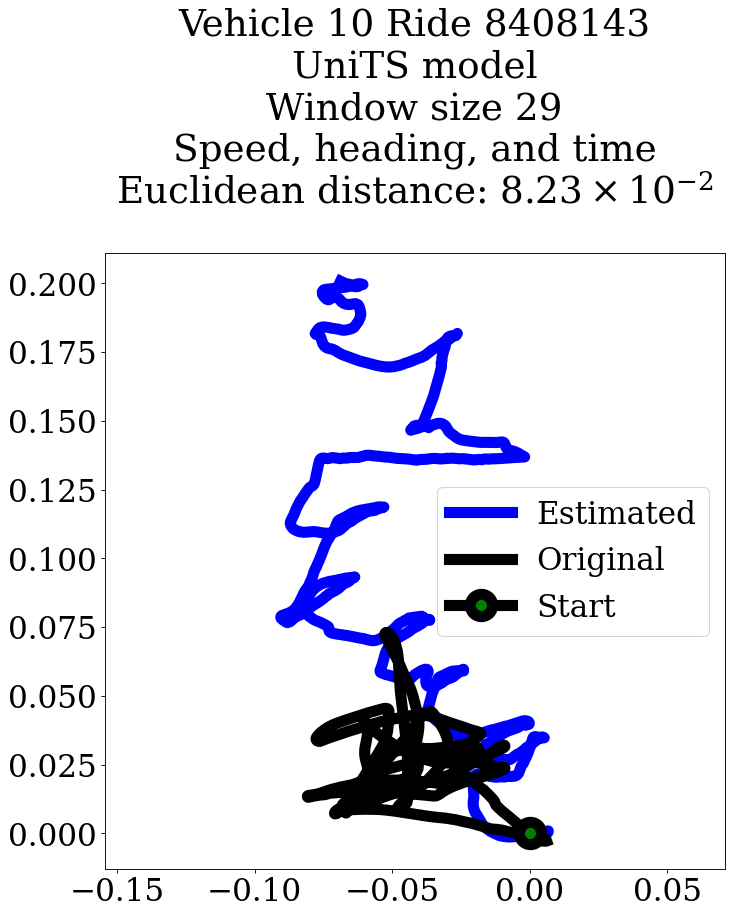 Vehicle 10 Ride 8408143
UniTS model
Window size 29
Speed, heading, and time
Euclidean distance: 8.23 × 10⁻²
0.200
0.175
0.150
0.125
0.100
0.075
0.050
0.025
0.000
Estimated
Original
Start
−0.15 −0.10 −0.05 0.00 0.05